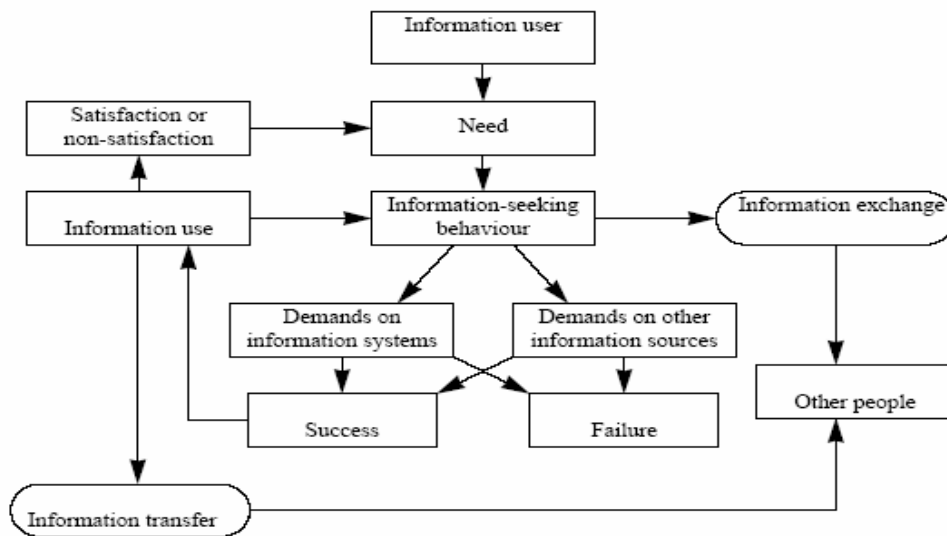 Information user
Satisfaction or
non-satisfaction
Need
Information use
Information-seeking
behaviour
Information exchange
Demands on
information systems
Demands on other
information sources
Success
Failure
Other people
Information transfer